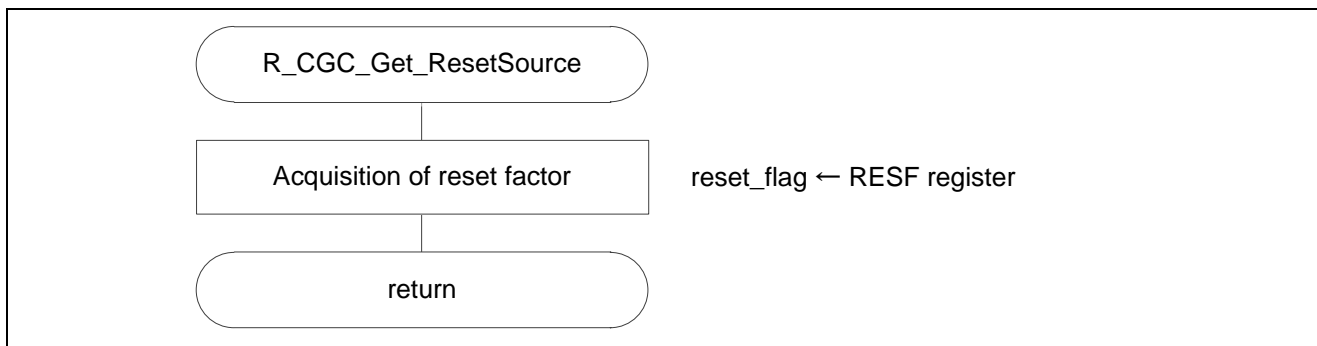 R_CGC_Get_ResetSource
Acquisition of reset factor
reset_flag ← RESF register
return